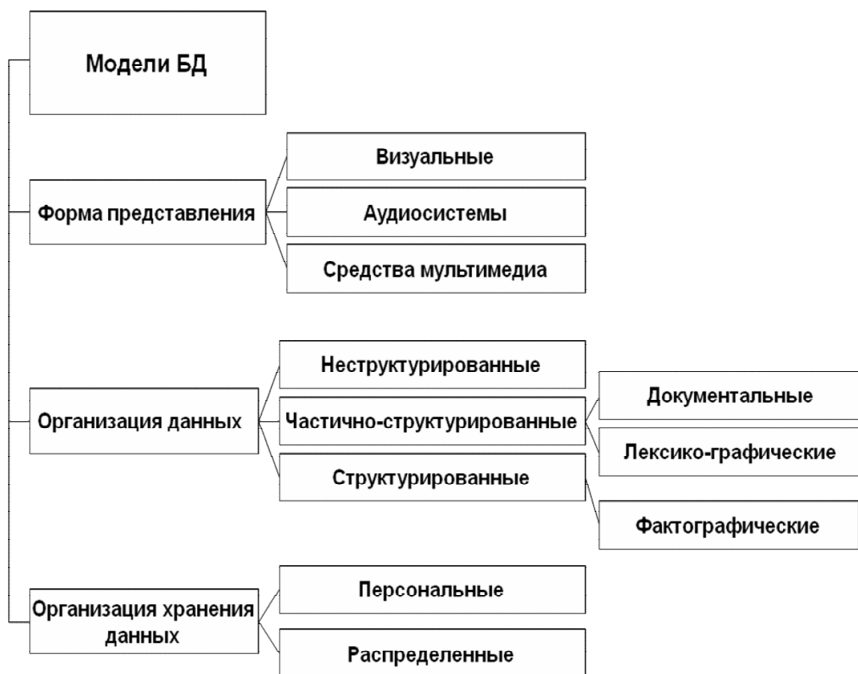 Модели БД
Форма представления
Визуальные
Аудиосистемы
Средства мультимедиа
Организация данных
Неструктурированные
Частично-структурированные
Структурированные
Документальные
Лексико-графические
Фактографические
Организация хранения
данных
Персональные
Распределенные